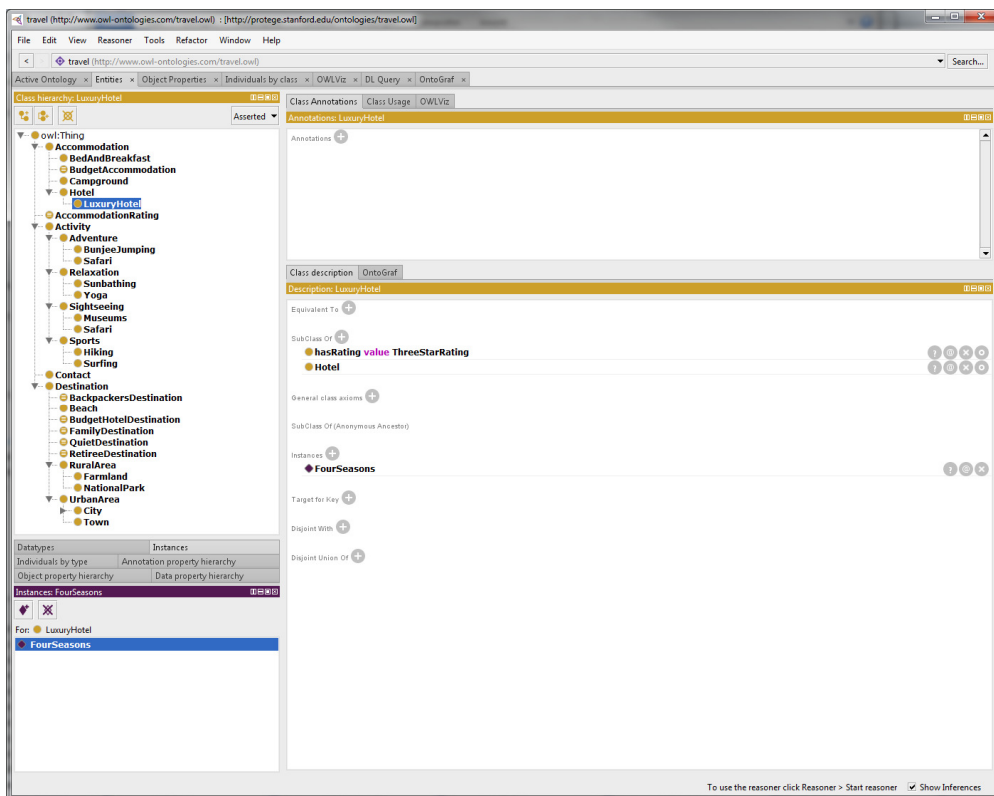 travel (http://www.owl-ontologies.com/travel.owl) : [http://protege.stanford.edu/ontologies/travel.owl]
File Edit View Reasoner Tools Refactor Window Help
< > travel (http://www.owl-ontologies.com/travel.owl) Search...
Active Ontology × Entities × Object Properties × Individuals by class × OWLViz × DL Query × OntoGraf ×
Class hierarchy: LuxuryHotel
Asserted
owl:Thing
Accommodation
BedAndBreakfast
BudgetAccommodation
Campground
Hotel
LuxuryHotel
AccommodationRating
Activity
Adventure
BunjeeJumping
Safari
Relaxation
Sunbathing
Yoga
Sightseeing
Museums
Safari
Sports
Hiking
Surfing
Contact
Destination
BackpackersDestination
Beach
BudgetHotelDestination
FamilyDestination
QuietDestination
RetireeDestination
RuralArea
Farmland
NationalPark
UrbanArea
City
Town
Datatypes Instances
Individuals by type Annotation property hierarchy
Object property hierarchy Data property hierarchy
Instances: FourSeasons
For: LuxuryHotel
FourSeasons
Class Annotations Class Usage OWLViz
Annotations: LuxuryHotel
Annotations +
Class description OntoGraf
Description: LuxuryHotel
Equivalent To +
SubClass Of +
hasRating value ThreeStarRating ? @ × o
Hotel ? @ × o
General class axioms +
SubClass Of (Anonymous Ancestor)
Instances +
FourSeasons ? @ ×
Target for Key +
Disjoint With +
Disjoint Union Of +
To use the reasoner click Reasoner > Start reasoner Show Inferences